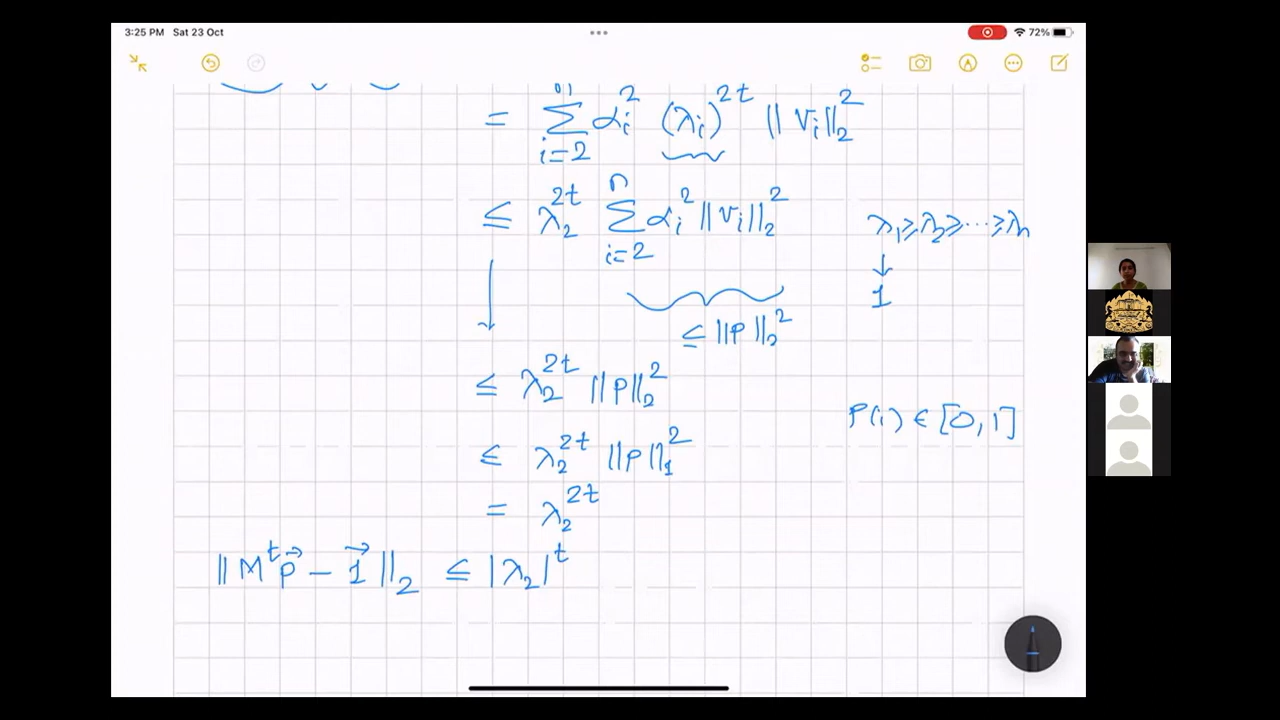 3:25 PM Sat 23 Oct
72%
= ∑_{i=2} α_i^2 (λ_i)^{2t} ||v_i||_2^2
≤ λ_2^{2t} ∑_{i=2}^{n} α_i^2 ||v_i||_2^2
λ_1 ≥ λ_2 ≥ ⋯ ≥ λ_n
↓
1
≤ ||P||_2^2
≤ λ_2^{2t} ||P||_2^2
P(i) ∈ [0,1]
≤ λ_2^{2t} ||P||_1^2
= λ_2^{2t}
||M^t p⃗ − 1⃗||_2 ≤ |λ_2|^t